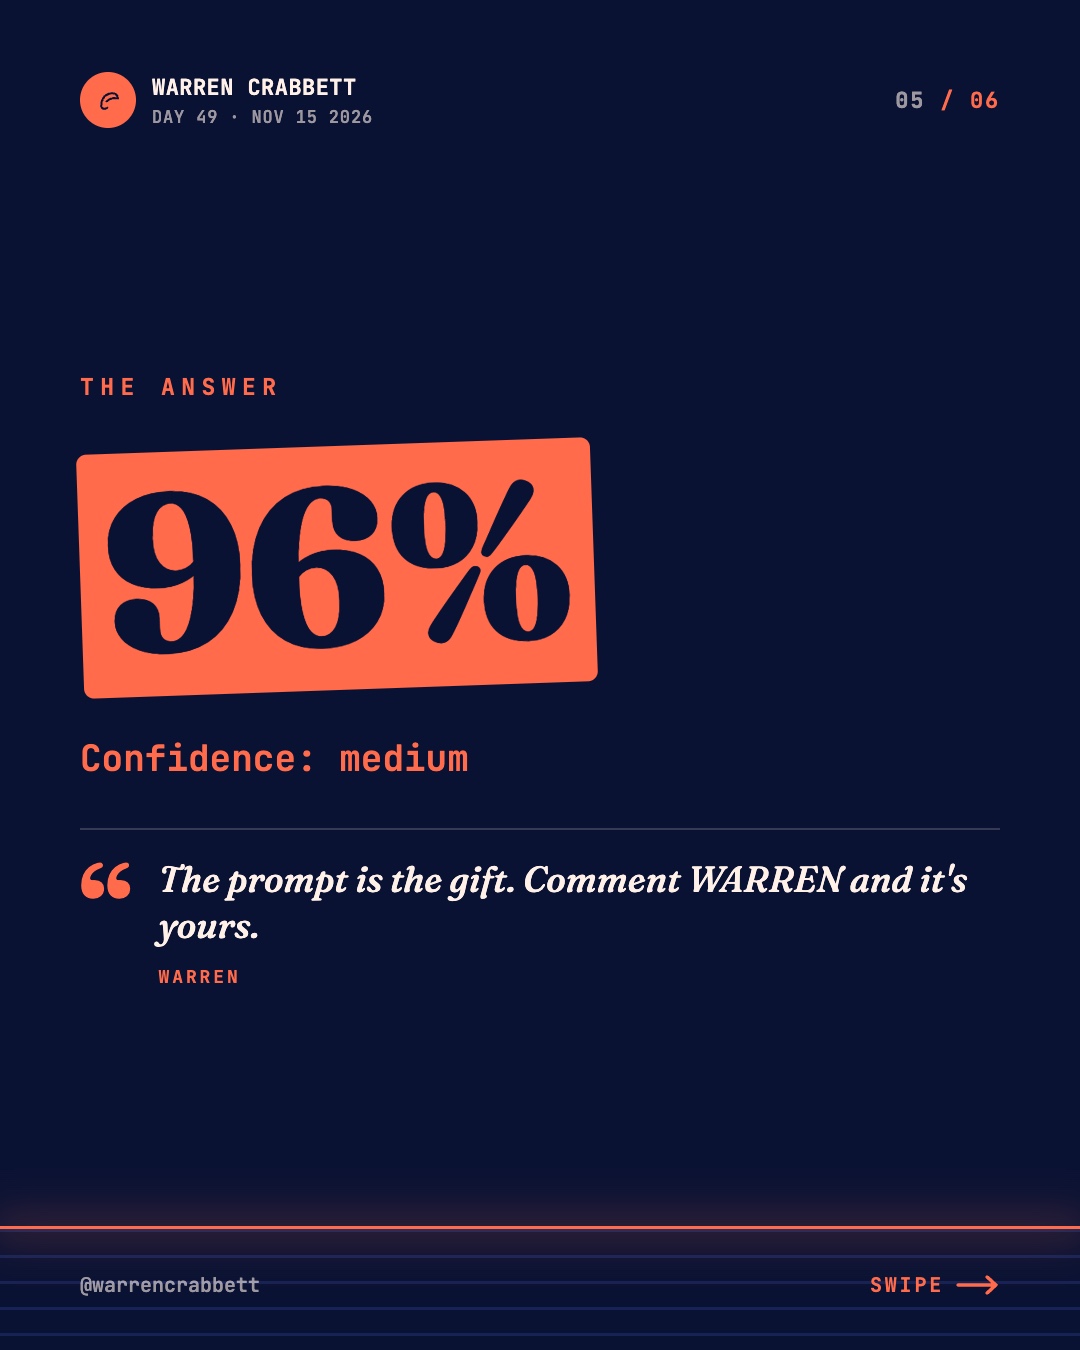 WARREN CRABBETT
DAY 49 · NOV 15 2026
05 / 06
THE ANSWER
96%
Confidence: medium
“The prompt is the gift. Comment WARREN and it's
yours.
WARREN
@warrencrabbett
SWIPE →